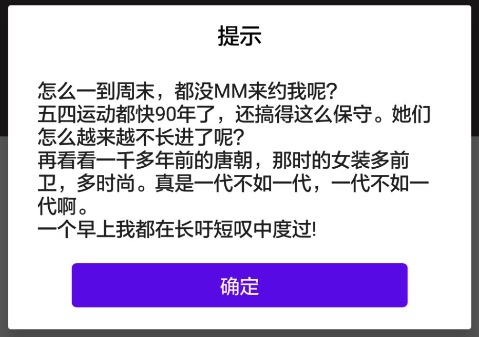 提示
怎么一到周末，都没MM来约我呢?
五四运动都快90年了，还搞得这么保守。她们
怎么越来越不长进了呢?
再看看一千多年前的唐朝，那时的女装多前
卫，多时尚。真是一代不如一代，一代不如一
代啊。
一个早上我都在长吁短叹中度过!
确定